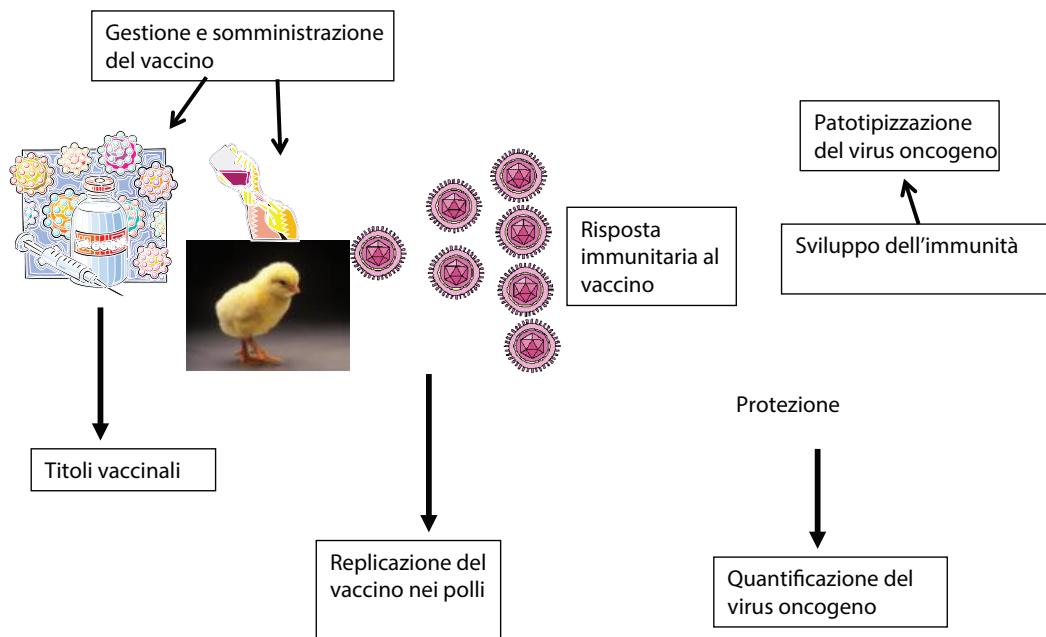 Gestione e somministrazione
del vaccino
Patotipizzazione
del virus oncogeno
Risposta
immunitaria al
vaccino
Sviluppo dell'immunità
Protezione
Titoli vaccinali
Replicazione del
vaccino nei polli
Quantificazione del
virus oncogeno